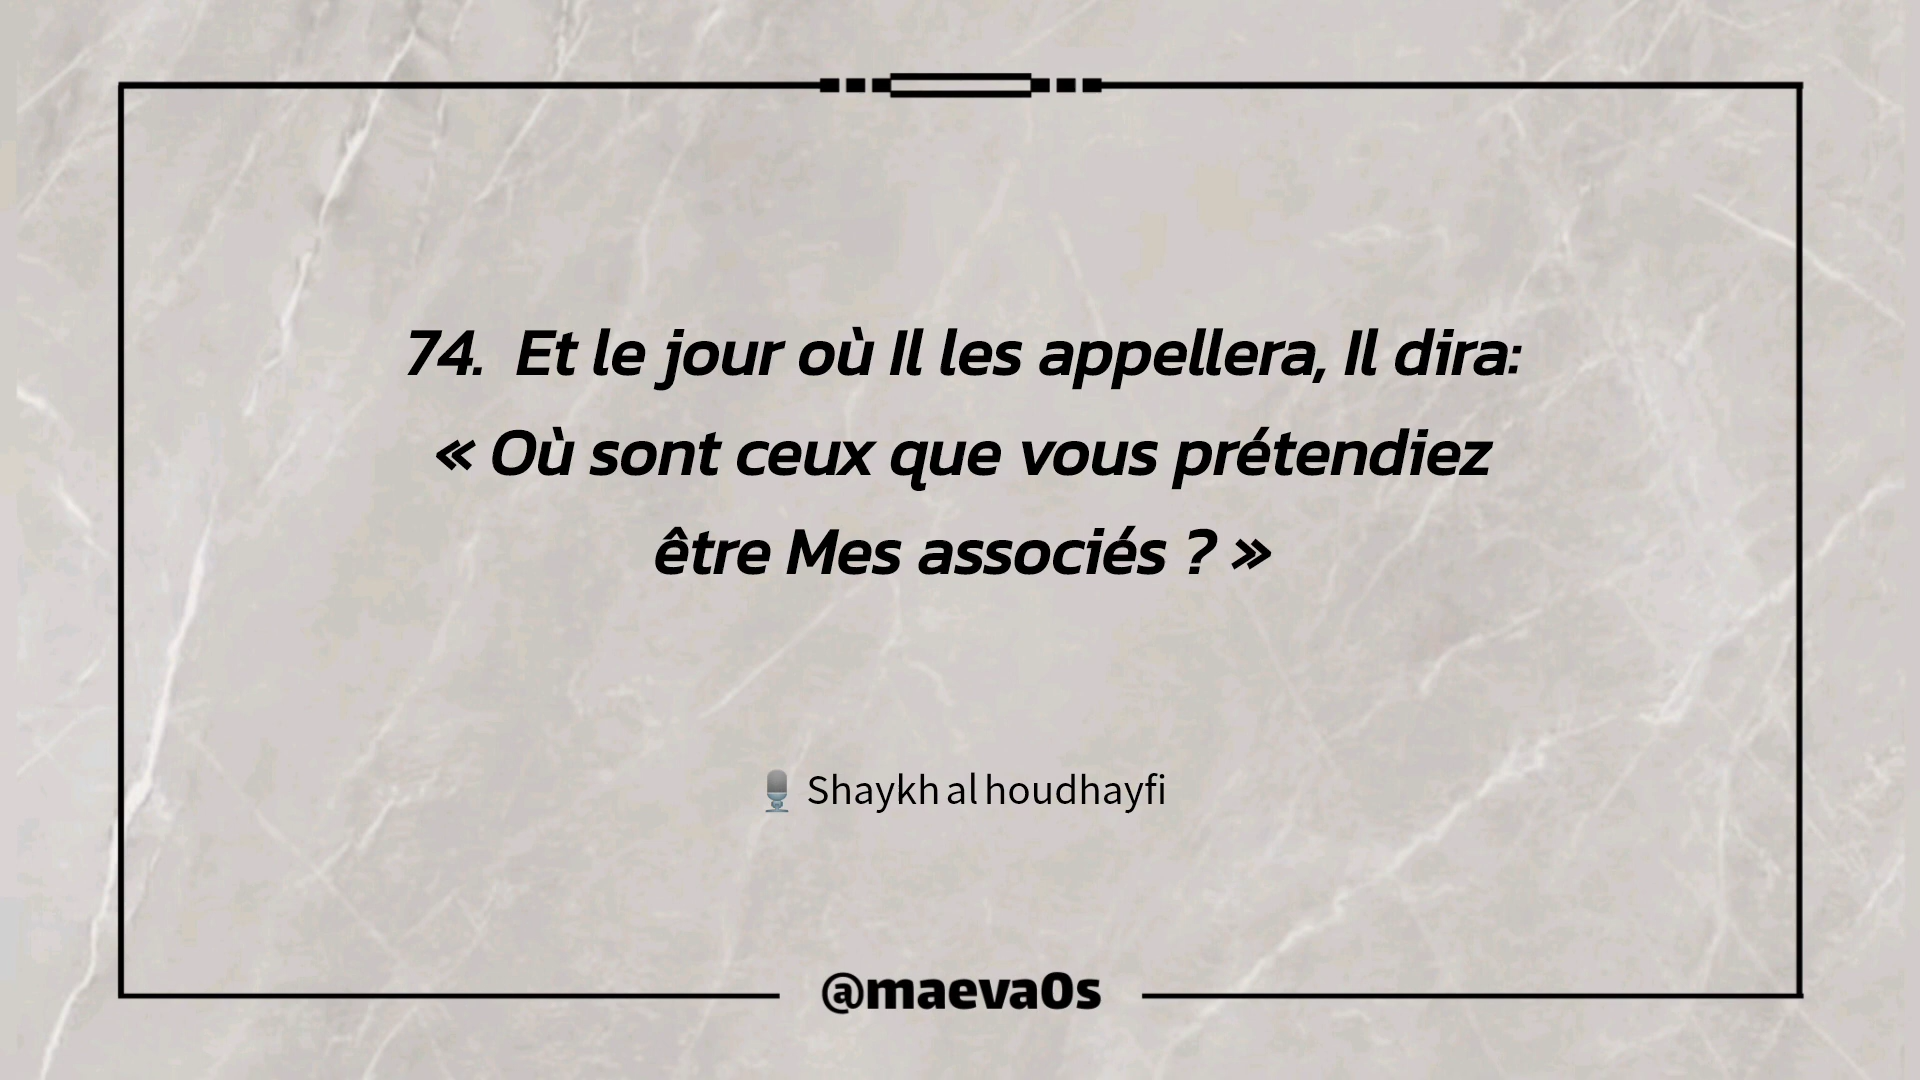 74. Et le jour où Il les appellera, Il dira:
« Où sont ceux que vous prétendiez
être Mes associés ? »
Shaykh al houdhayfi
@maeva0s